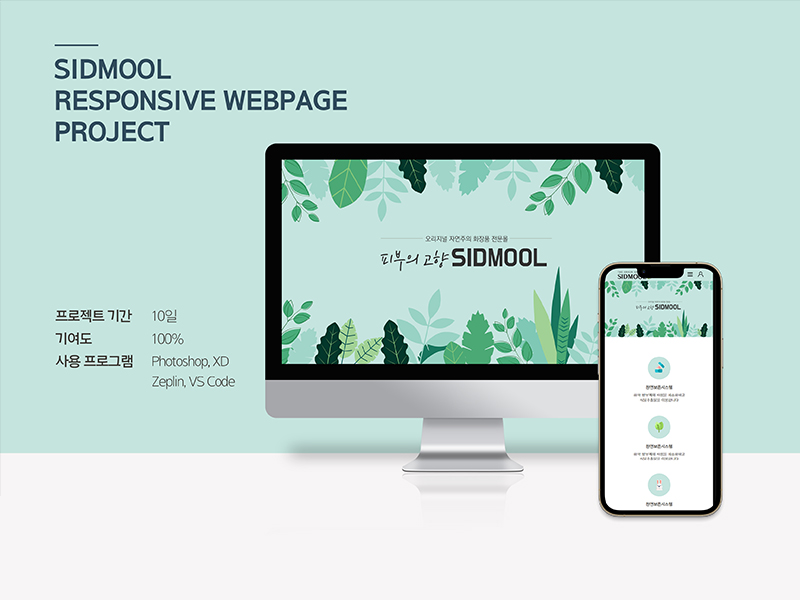 SIDMOOL
RESPONSIVE WEBPAGE
PROJECT
오리지널 자연주의 화장품 전문몰
피부의 고향 SIDMOOL
프로젝트 기간 10일
기여도 100%
사용 프로그램 Photoshop, XD
Zeplin, VS Code
SIDMOOL
피부의 고향 SIDMOOL
천연보존시스템
천연보존시스템
천연보존시스템